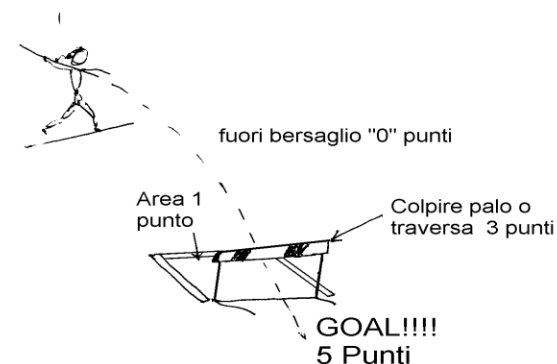 fuori bersaglio "0" punti
Area 1
punto
Colpire palo o
traversa 3 punti
GOAL!!!!
5 Punti